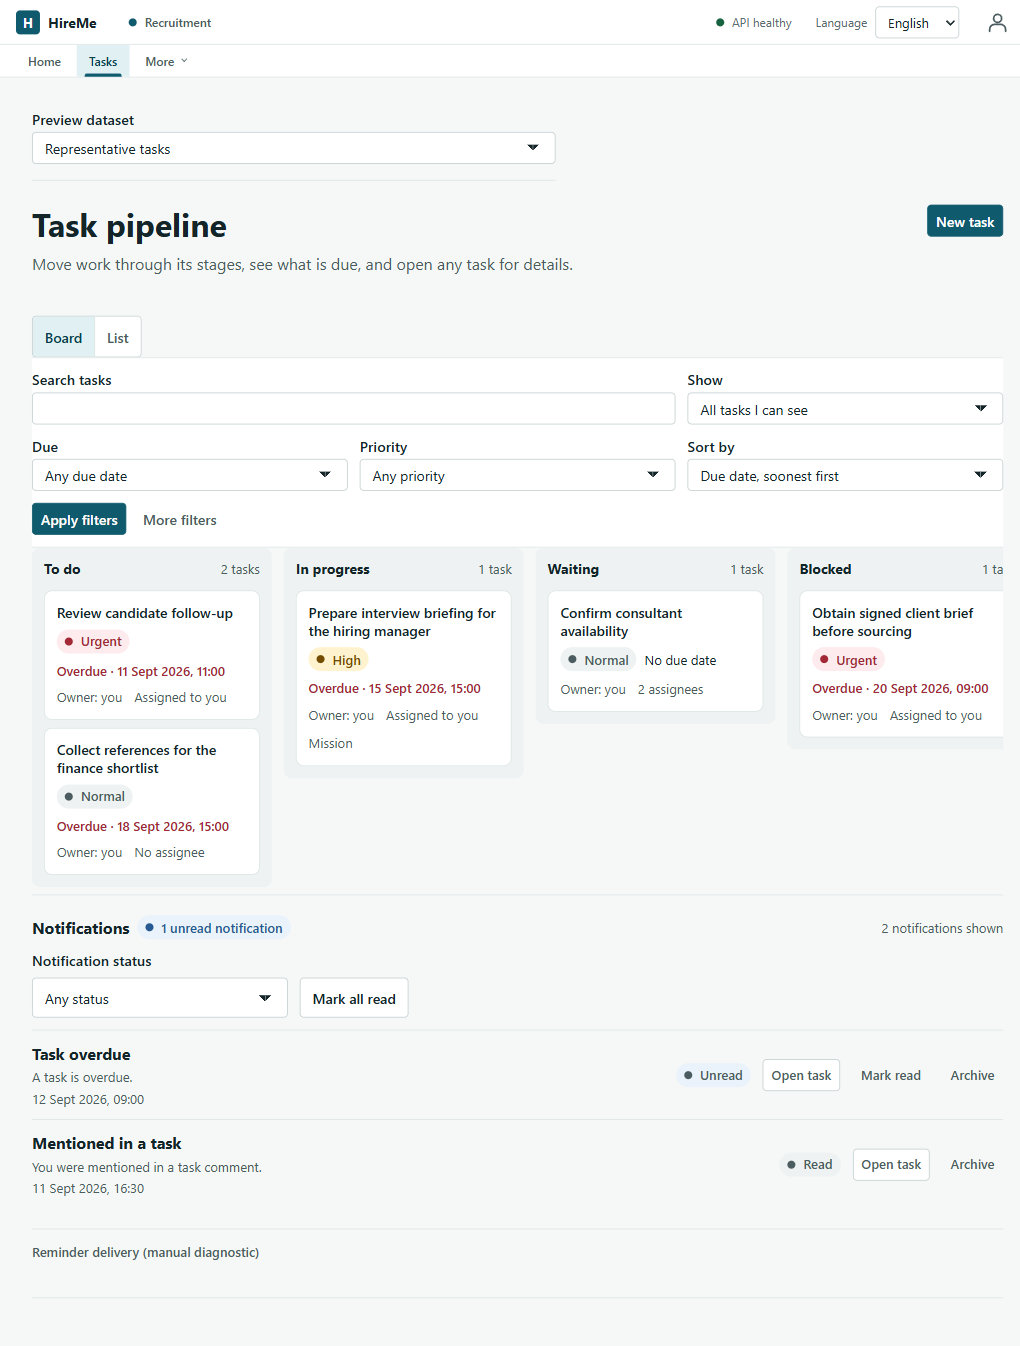 H HireMe
Recruitment
API healthy
Language
English
Home
Tasks
More
Preview dataset
Representative tasks
Task pipeline
New task
Move work through its stages, see what is due, and open any task for details.
Board
List
Search tasks
Show
All tasks I can see
Due
Priority
Sort by
Any due date
Any priority
Due date, soonest first
Apply filters
More filters
To do
2 tasks
Review candidate follow-up
Urgent
Overdue · 11 Sept 2026, 11:00
Owner: you Assigned to you
Collect references for the
finance shortlist
Normal
Overdue · 18 Sept 2026, 15:00
Owner: you No assignee
In progress
1 task
Prepare interview briefing for
the hiring manager
High
Overdue · 15 Sept 2026, 15:00
Owner: you Assigned to you
Mission
Waiting
1 task
Confirm consultant
availability
Normal No due date
Owner: you 2 assignees
Blocked
1 ta
Obtain signed client brief
before sourcing
Urgent
Overdue · 20 Sept 2026, 09:00
Owner: you Assigned to you
Notifications
1 unread notification
2 notifications shown
Notification status
Any status
Mark all read
Task overdue
A task is overdue.
12 Sept 2026, 09:00
Unread
Open task
Mark read
Archive
Mentioned in a task
You were mentioned in a task comment.
11 Sept 2026, 16:30
Read
Open task
Archive
Reminder delivery (manual diagnostic)